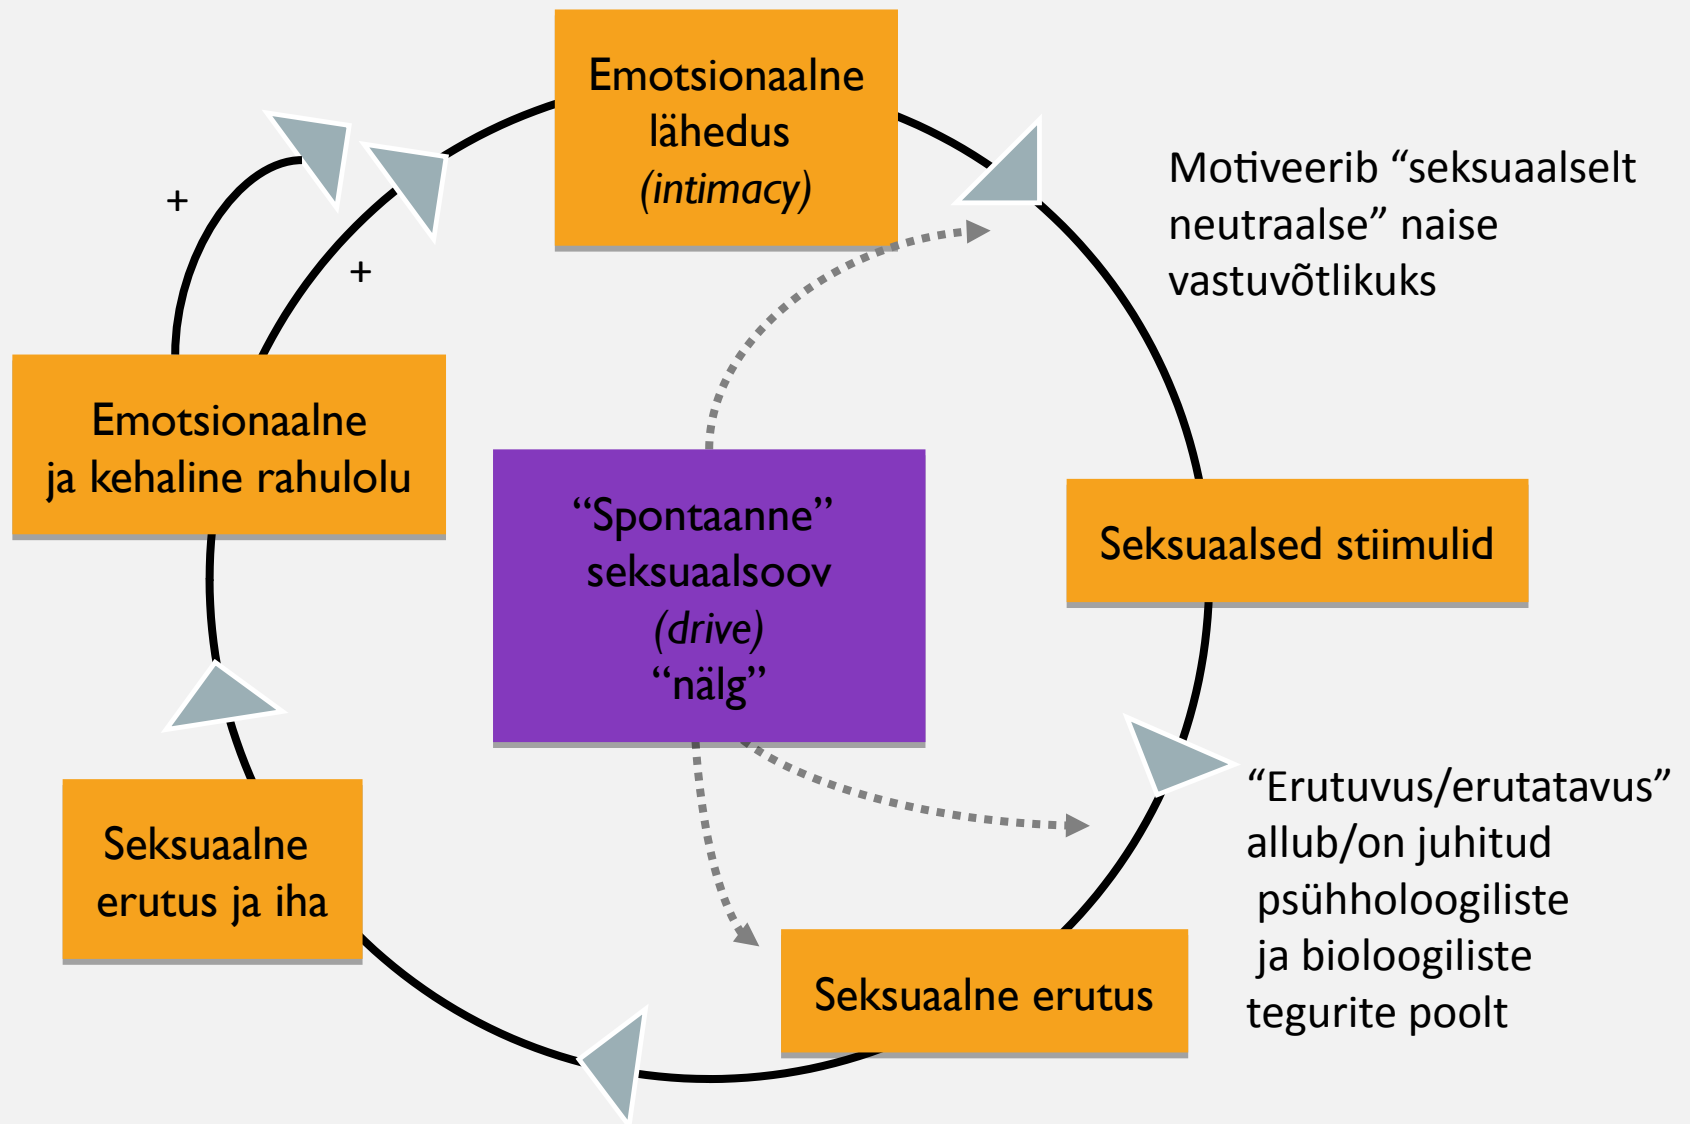 Emotsionaalne
lähedus
(intimacy)
Motiveerib “seksuaalselt
neutraalse” naise
vastuvõtlikuks
+
+
Emotsionaalne
ja kehaline rahulolu
“Spontaanne”
seksuaalsoov
(drive)
“nälg”
Seksuaalsed stiimulid
“Erutuvus/erutatavus”
allub/on juhitud
psühholoogiliste
ja bioloogiliste
tegurite poolt
Seksuaalne
erutus ja iha
Seksuaalne erutus